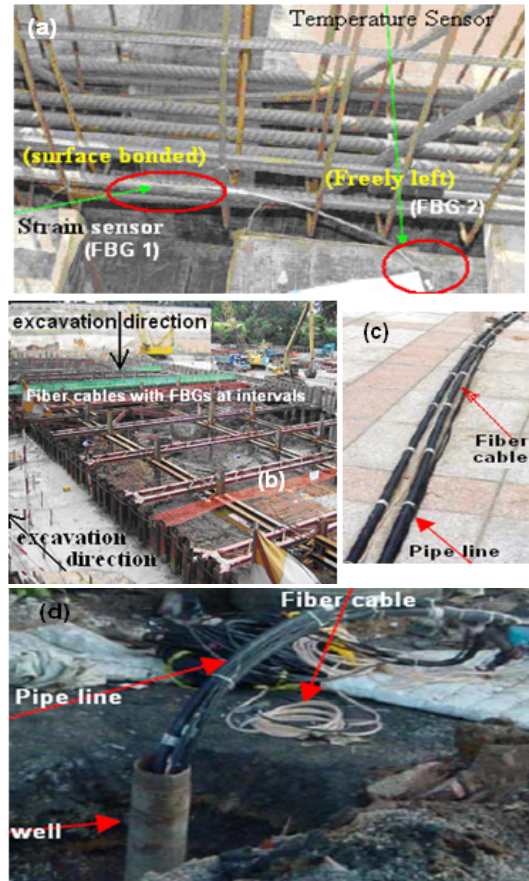 (a)
Temperature Sensor
(surface bonded)
(Freely left)
(FBG 2)
Strain sensor
(FBG 1)
excavation direction
Fiber cables with FBGs at intervals
(b)
excavation
direction
(c)
Fiber
cable
Pipe line
(d)
Fiber cable
Pipe line
well